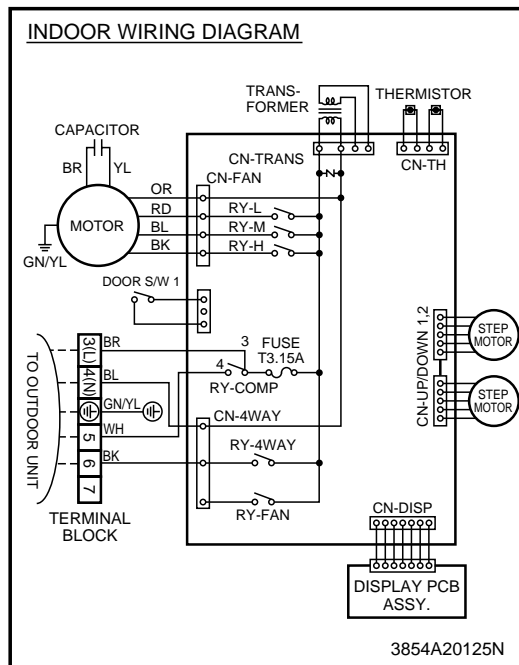 INDOOR WIRING DIAGRAM
TRANS-
FORMER
THERMISTOR
CAPACITOR
BR YL
CN-TRANS
CN-TH
CN-FAN
OR
RD RY-L
MOTOR
BL RY-M
BK RY-H
GN/YL
DOOR S/W 1
CN-UP/DOWN 1,2
STEP
MOTOR
STEP
MOTOR
TO OUTDOOR UNIT
3(L) BR 3
FUSE
T3.15A
4(N) BL 4
RY-COMP
GN/YL
CN-4WAY
5 WH
RY-4WAY
6 BK
7
RY-FAN
TERMINAL
BLOCK
CN-DISP
DISPLAY PCB
ASSY.
3854A20125N